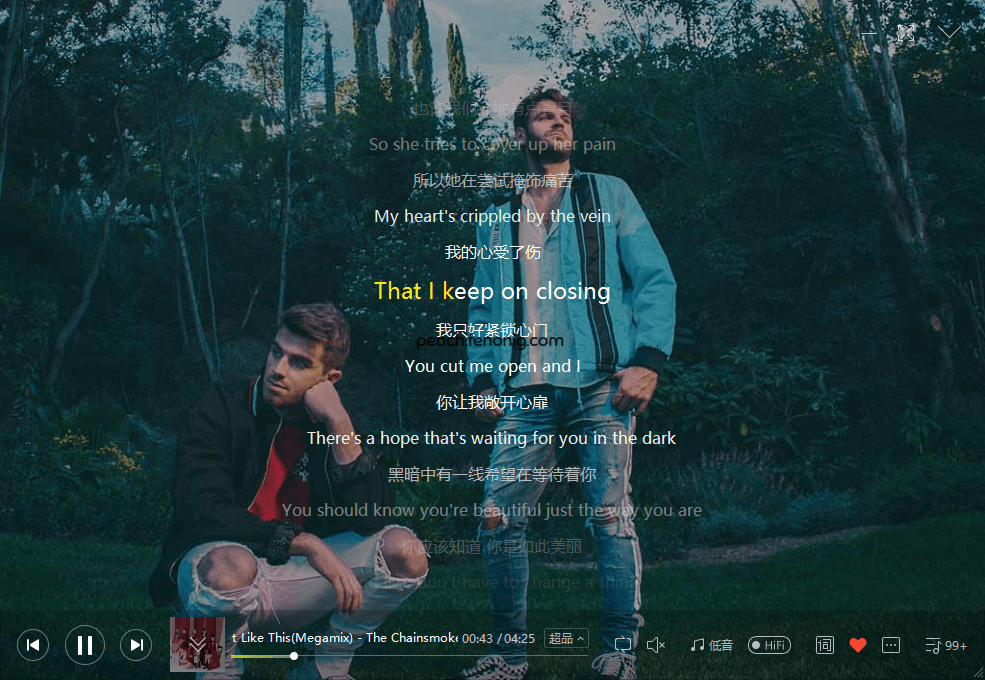 So she tries to cover up her pain
所以她在尝试掩饰痛苦
My heart's crippled by the vein
我的心受了伤
That I keep on closing
我只好紧锁心门
You cut me open and I
你让我敞开心扉
There's a hope that's waiting for you in the dark
黑暗中有一线希望在等待着你
You should know you're beautiful just the way you are
你应该知道 你是如此美丽
have to change a thing
t Like This(Megamix) - The Chainsmoke 00:43 / 04:25 超品 低音 HiFi 词 99+